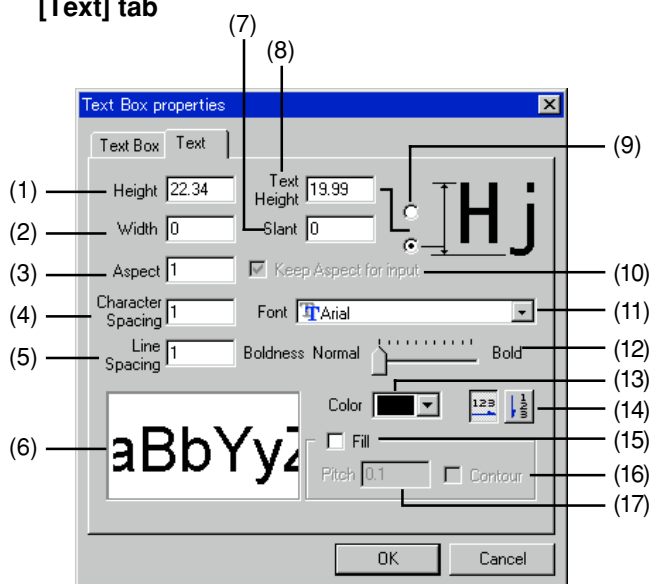 [Text] tab
(7)
(8)
Text Box properties
Text Box Text
(9)
(1) Height 22.34 Text Height 19.99 Hj
(2) Width 0 Slant 0
(3) Aspect 1 Keep Aspect for input (10)
(4) Character Spacing 1 Font Arial (11)
(5) Line Spacing 1 Boldness Normal Bold (12)
(13)
Color 123 123 (14)
(6) aBbYyZ Fill (15)
Pitch 0.1 Contour (16)
(17)
OK Cancel